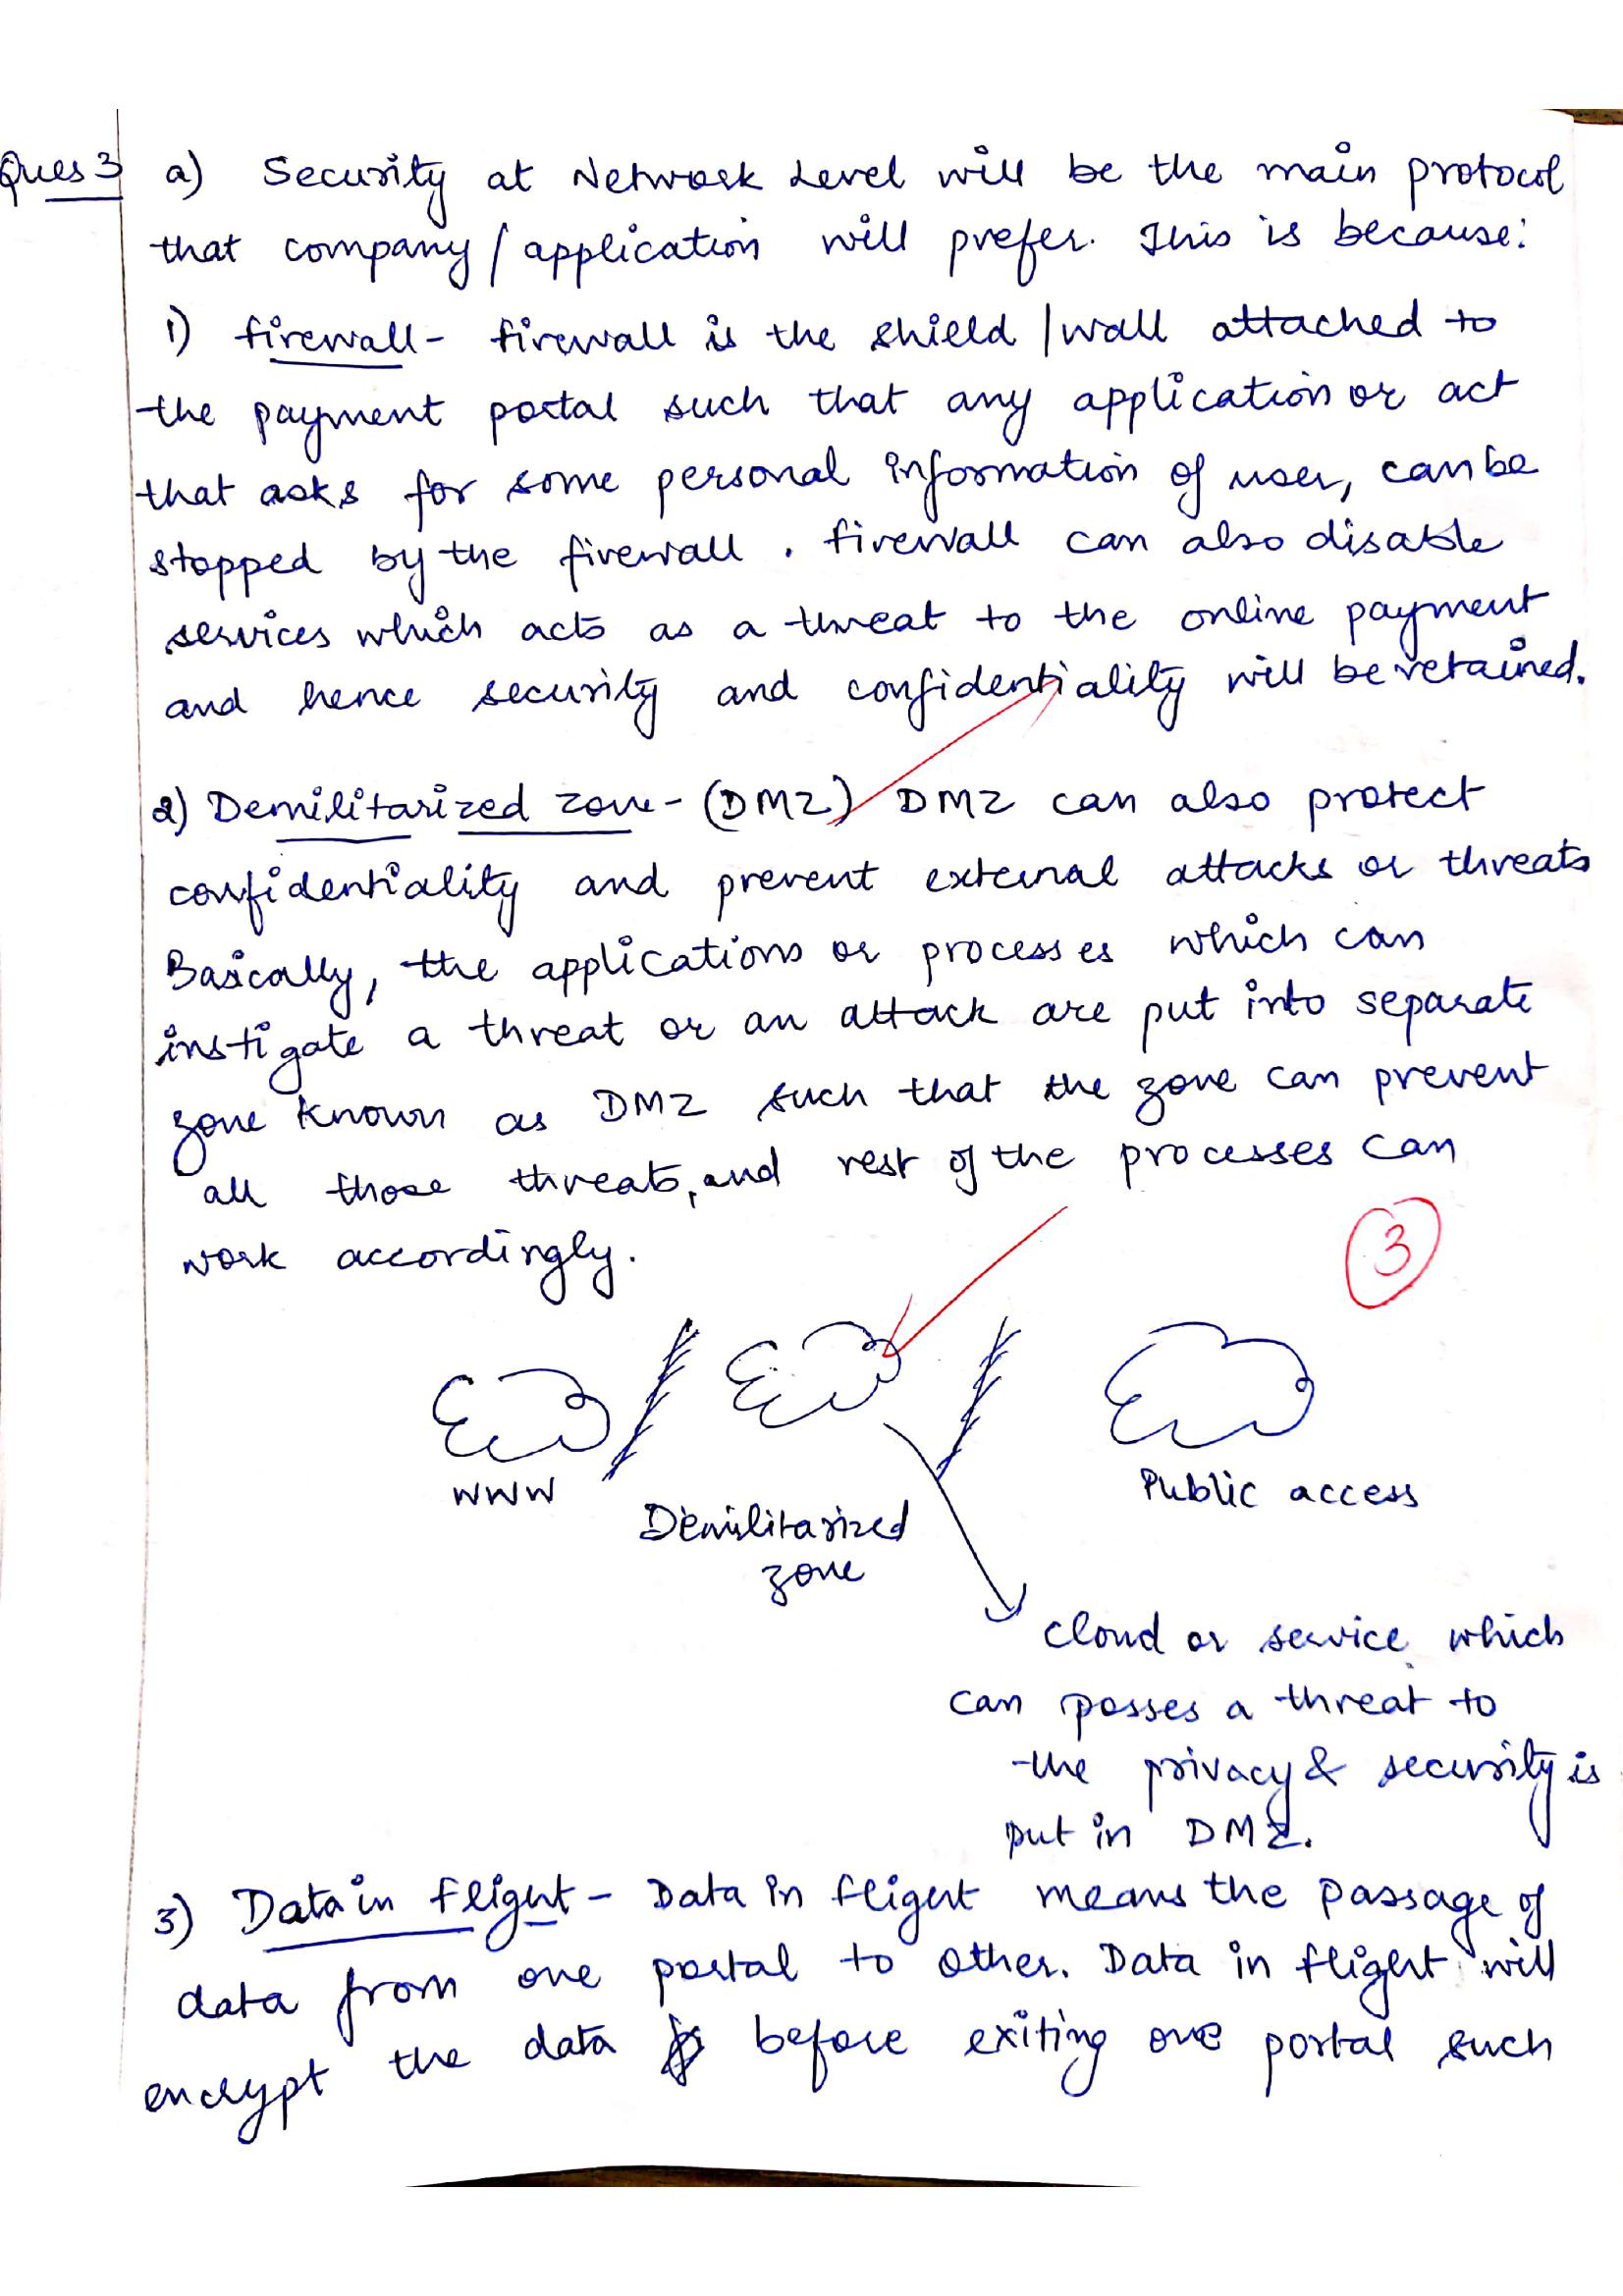 Ques 3 a) Security at Network Level will be the main protocol
that company/application will prefer. This is because:
1) firewall - firewall is the shield/wall attached to
the payment portal such that any application or act
that asks for some personal information of user, can be
stopped by the firewall. firewall can also disable
services which acts as a threat to the online payment
and hence security and confidentiality will be retained.
2) Demilitarized zone - (DMZ) DMZ can also protect
confidentiality and prevent external attacks or threats
Basically, the applications or processes which can
instigate a threat or an attack are put into separate
zone known as DMZ such that the zone can prevent
all those threats, and rest of the processes can
work accordingly.
3
WWW
Demilitarized
zone
Public access
cloud or service which
can posses a threat to
the privacy & security is
put in DMZ.
3) Data in flight - Data in flight means the passage of
data from one portal to other. Data in flight will
encrypt the data before exiting one portal such